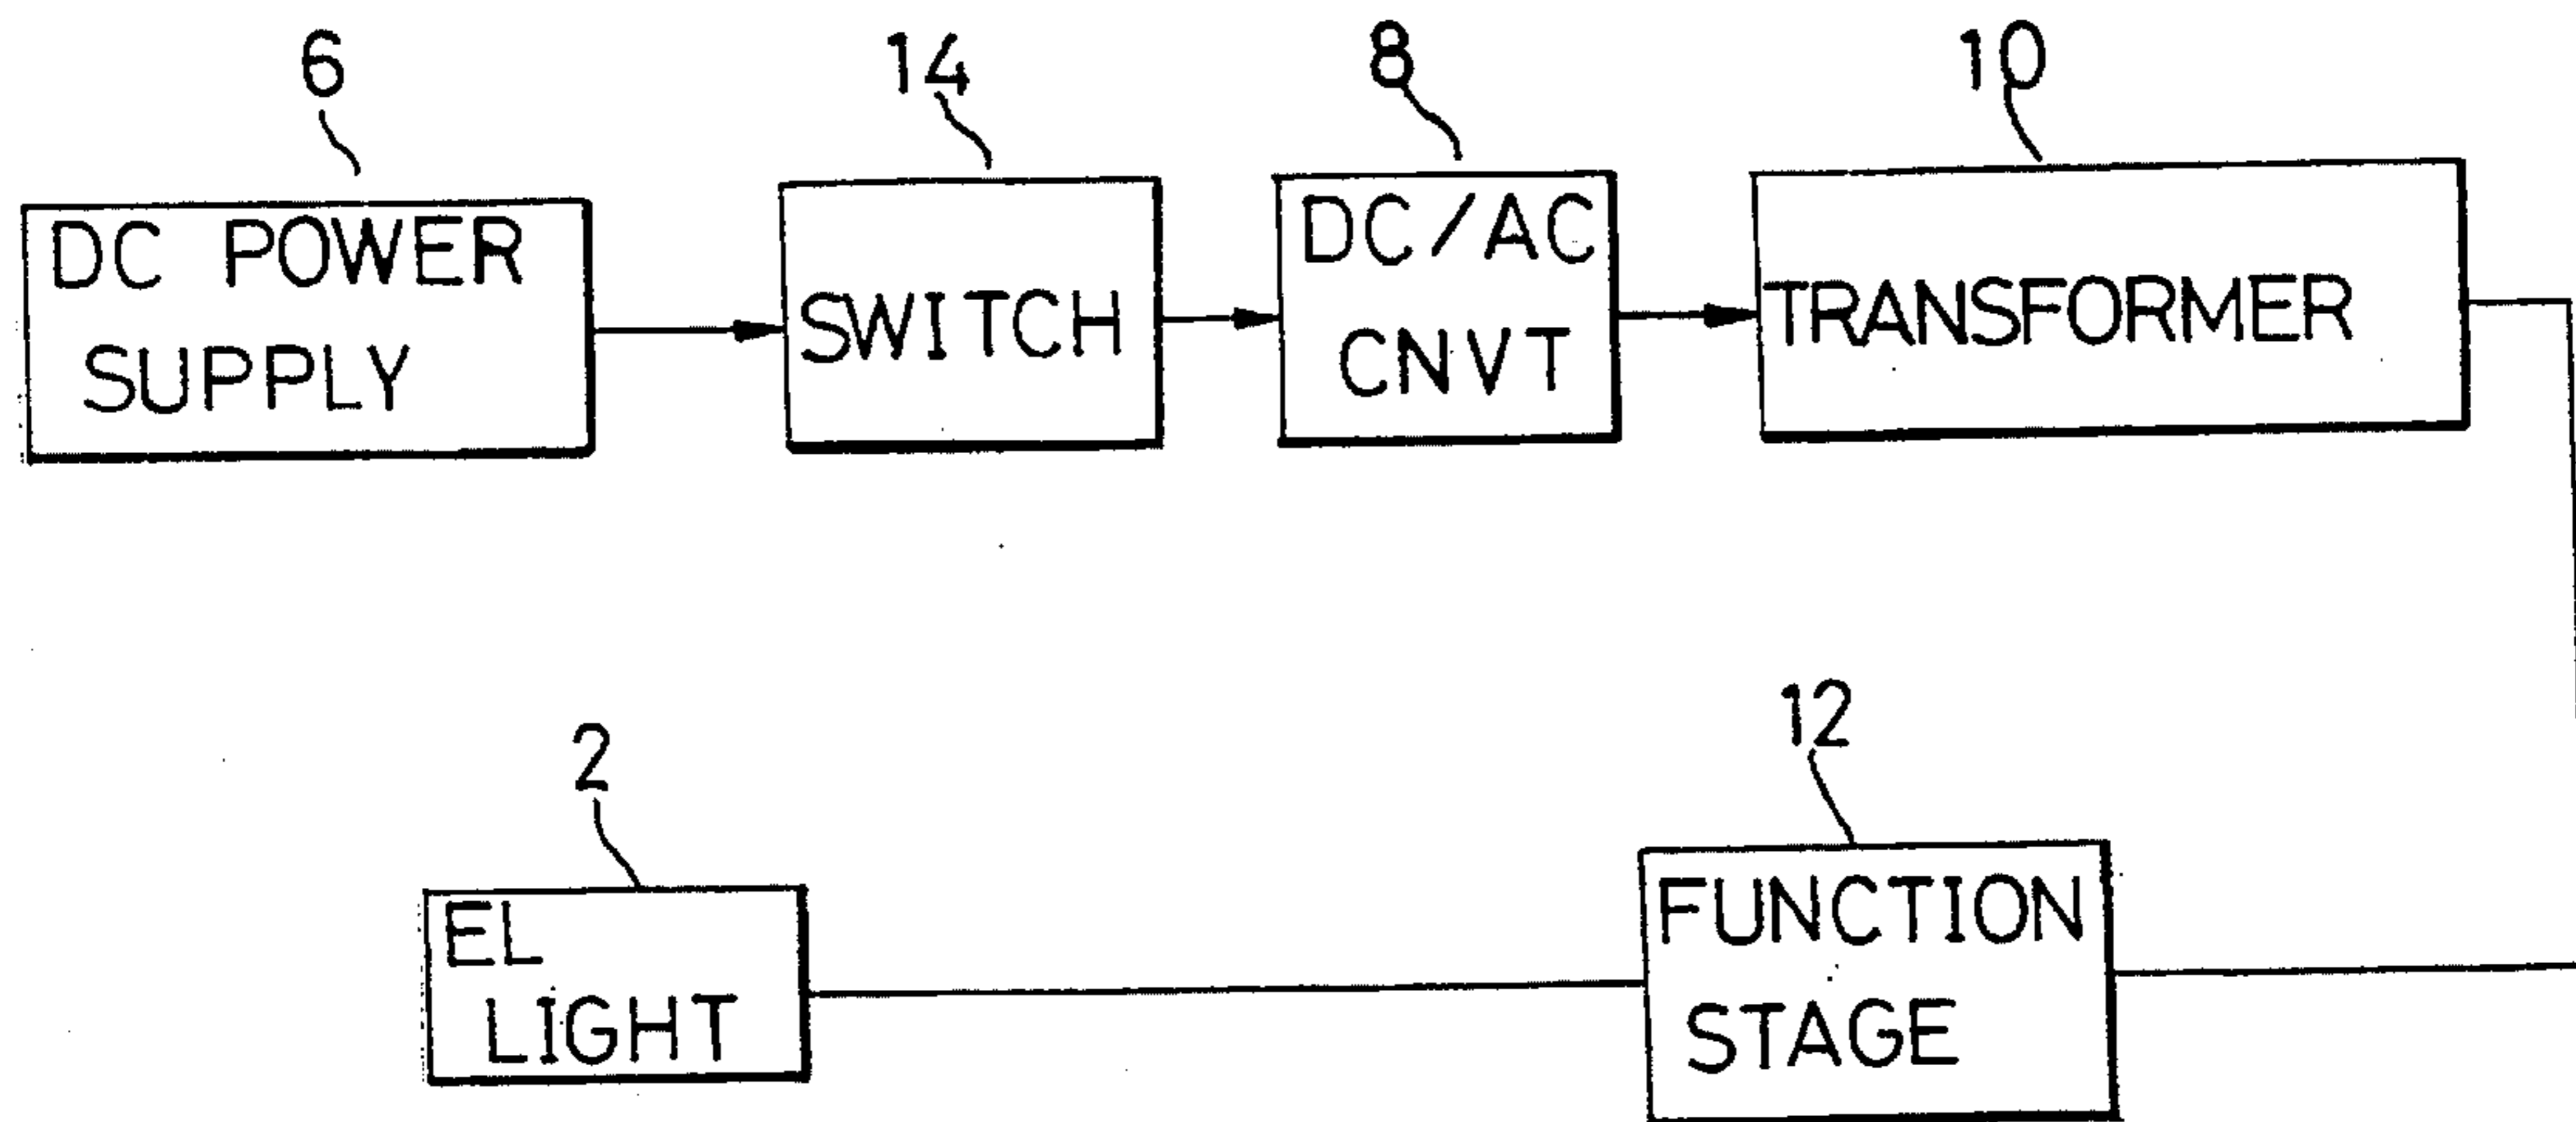 6
14
8
10
DC POWER
SUPPLY
SWITCH
DC/AC
CNVT
TRANSFORMER
2
12
EL
LIGHT
FUNCTION
STAGE